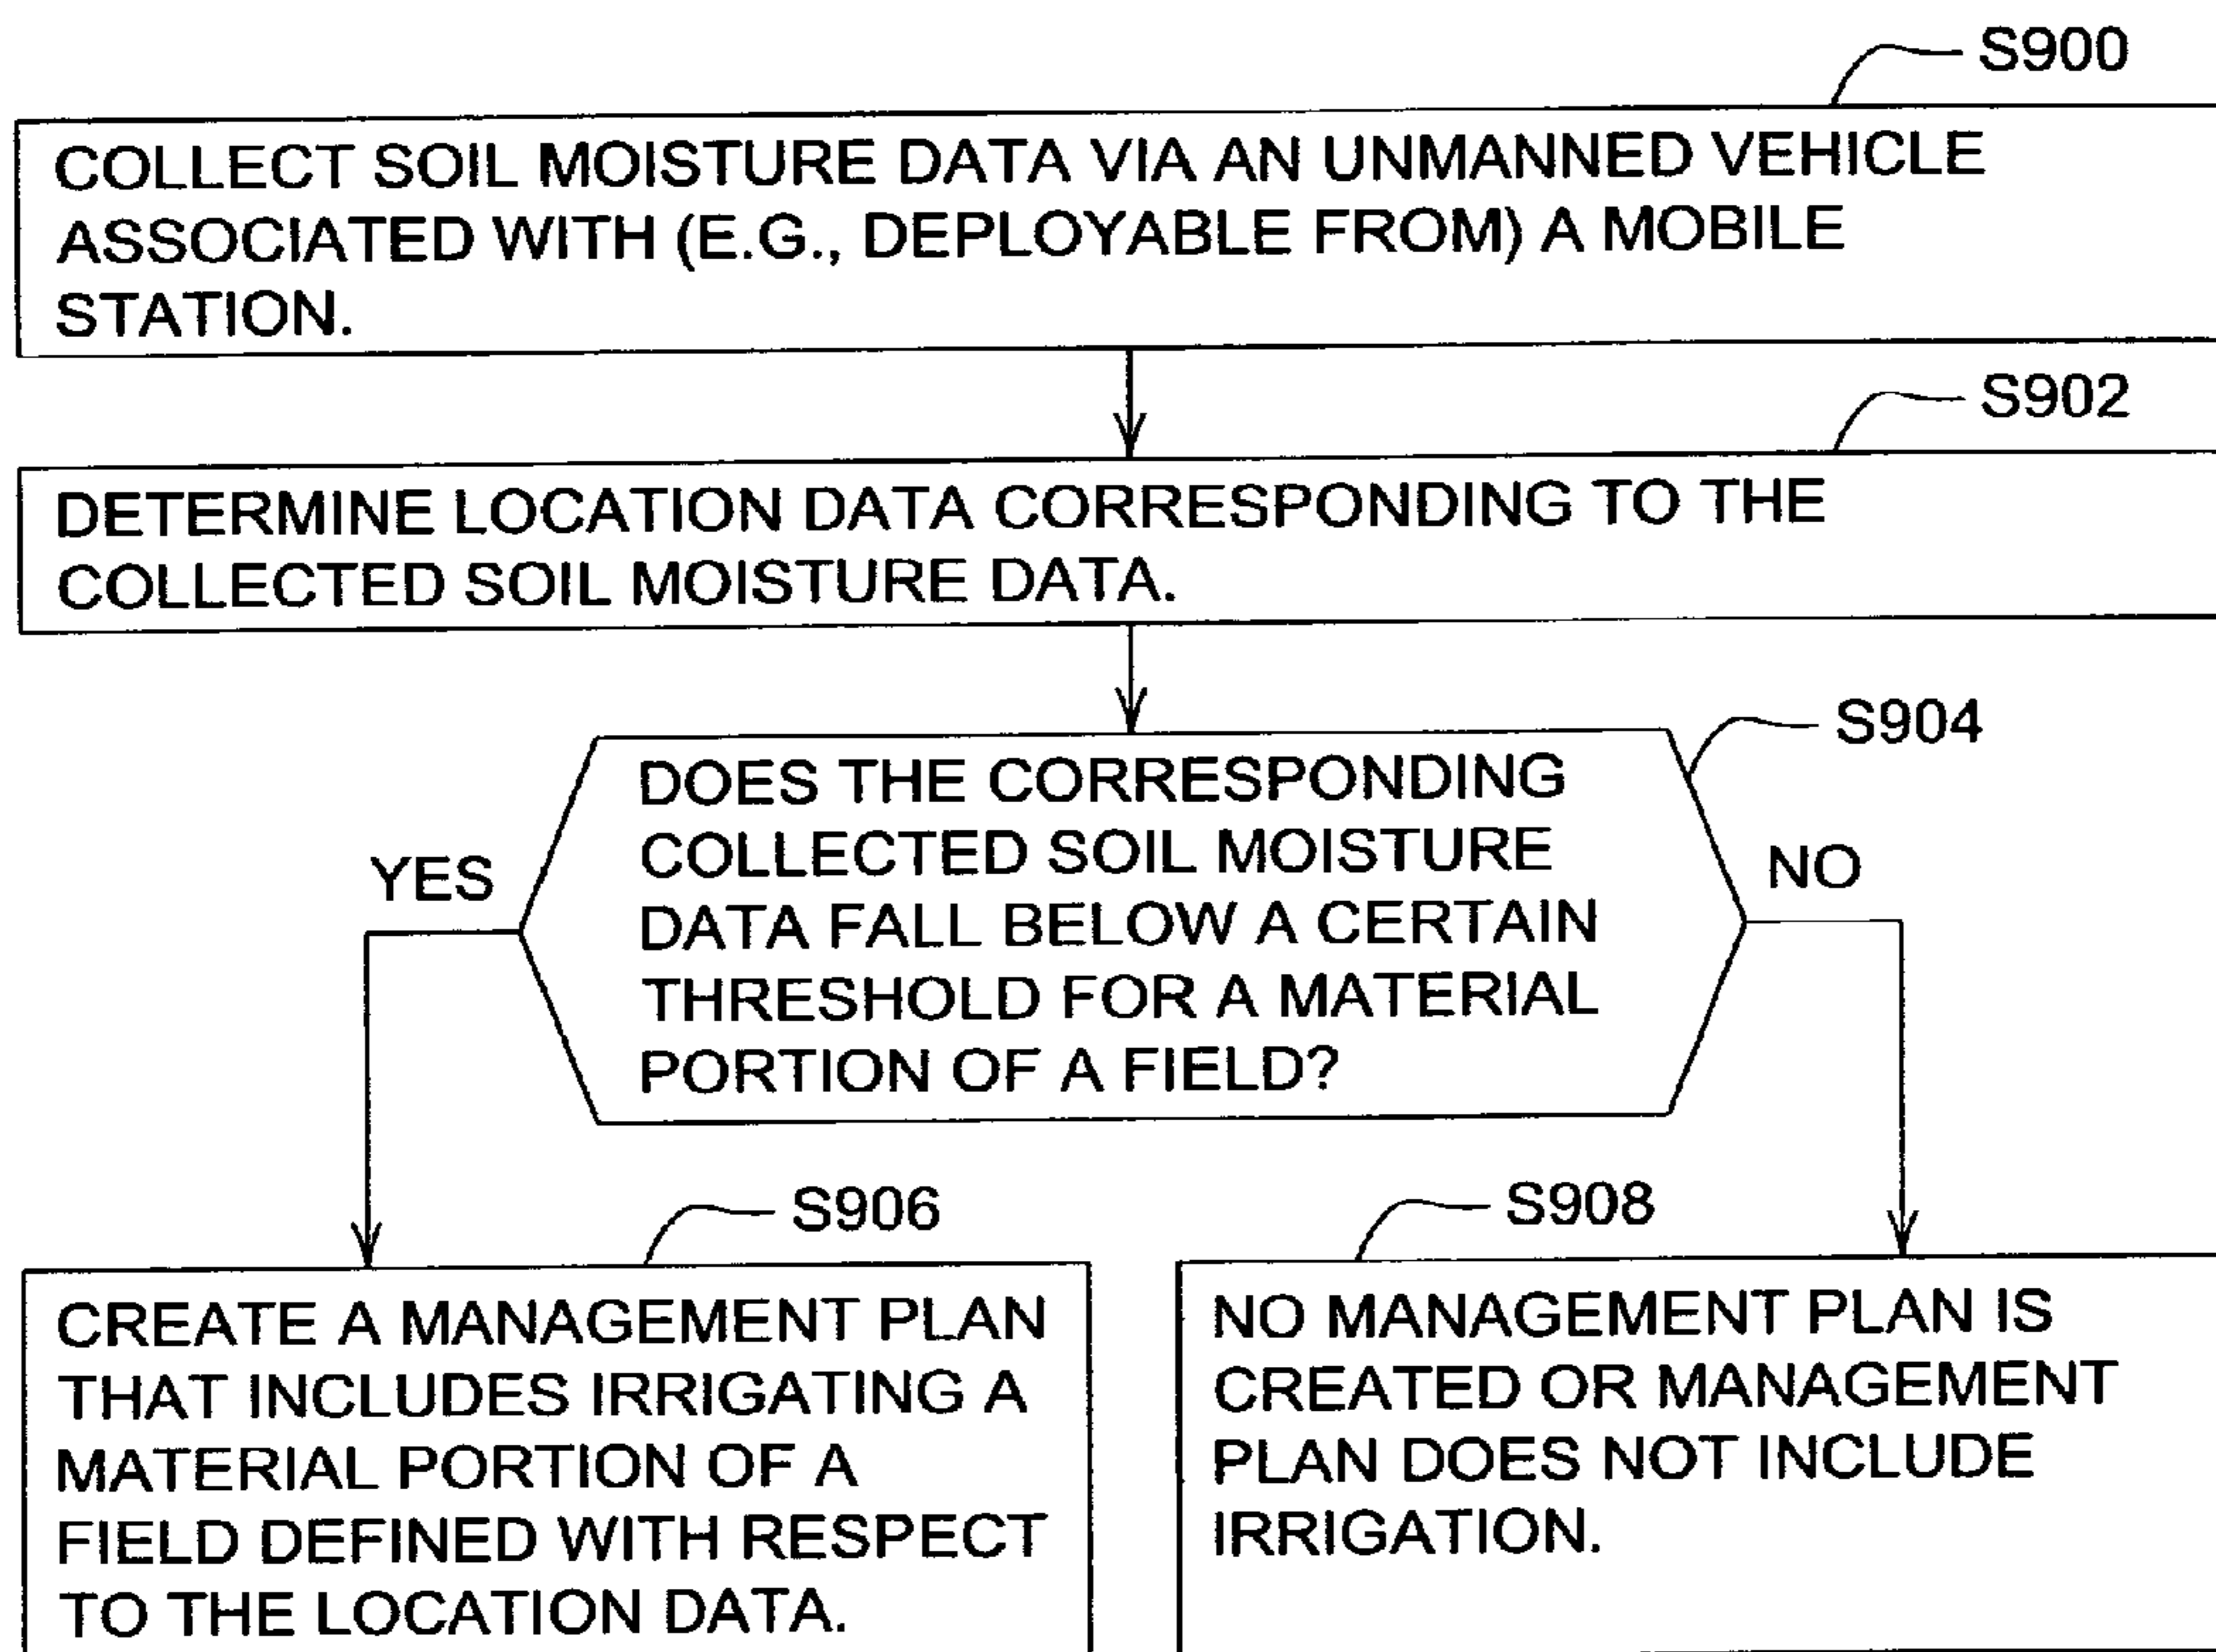 S900
COLLECT SOIL MOISTURE DATA VIA AN UNMANNED VEHICLE
ASSOCIATED WITH (E.G., DEPLOYABLE FROM) A MOBILE
STATION.
S902
DETERMINE LOCATION DATA CORRESPONDING TO THE
COLLECTED SOIL MOISTURE DATA.
S904
DOES THE CORRESPONDING
COLLECTED SOIL MOISTURE
DATA FALL BELOW A CERTAIN
THRESHOLD FOR A MATERIAL
PORTION OF A FIELD?
YES
NO
S906
CREATE A MANAGEMENT PLAN
THAT INCLUDES IRRIGATING A
MATERIAL PORTION OF A
FIELD DEFINED WITH RESPECT
TO THE LOCATION DATA.
S908
NO MANAGEMENT PLAN IS
CREATED OR MANAGEMENT
PLAN DOES NOT INCLUDE
IRRIGATION.